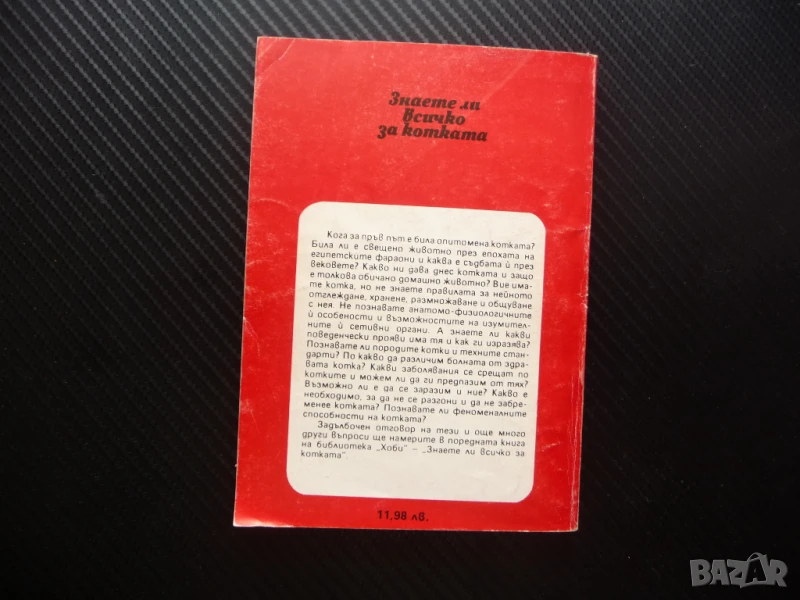 Знаете ли
всичко
за котката
Кога за пръв път е била опитомена котката?
Била ли е свещено животно през епохата на
египетските фараони и каква е съдбата ѝ през
вековете? Какво ни дава днес котката и защо
е толкова обичано домашно животно? Вие има-
те котка, но не знаете правилата за нейното
отглеждане, хранене, размножаване и общуване
с нея. Не познавате анатомо-физиологичните
ѝ особености и възможностите на изумител-
ните ѝ сетивни органи. А знаете ли какви
поведенчески прояви има тя и как ги изразява?
Познавате ли породите котки и техните стан-
дарти? По какво да различим болната от здра-
вата котка? Какви заболявания се срещат по
котките и можем ли да ги предпазим от тях?
Възможно ли е да се заразим и ние? Какво е
необходимо, за да не се разгони и да не забре-
менее котката? Познавате ли феноменалните
способности на котката?
Задълбочен отговор на тези и още много
други въпроси ще намерите в поредната книга
на библиотека „Хоби" – „Знаете ли всичко за
котката".
11,98 лв.
BAZAR